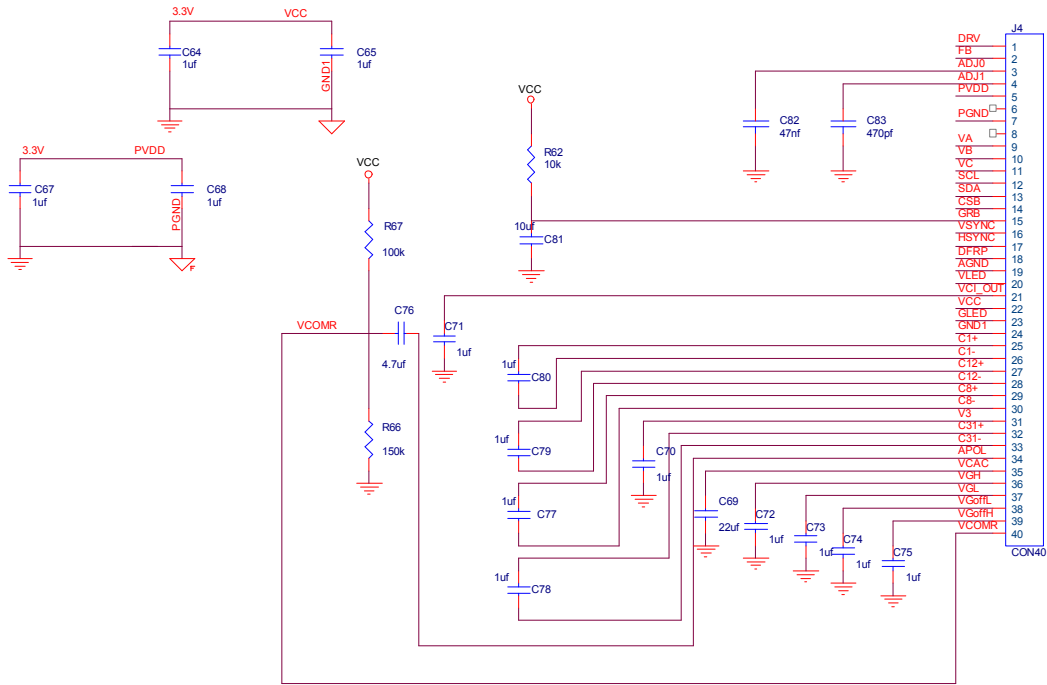 3.3V VCC
C64
1uf
C65
1uf
GND1
3.3V PVDD
C67
1uf
C68
1uf
PGND
F
VCC
R67
100k
VCOMR
C76
4.7uf
R66
150k
C71
1uf
VCC
R62
10k
10uf
C81
C82
47nf
C83
470pf
1uf
C80
1uf
C79
1uf
C77
1uf
C78
C70
1uf
C69
22uf
C72
1uf
C73
1uf
C74
1uf
C75
1uf
J4
DRV 1
FB 2
ADJ0 3
ADJ1 4
PVDD 5
6
PGND 7
8
VA 9
VB 10
VC 11
SCL 12
SDA 13
CSB 14
GRB 15
VSYNC 16
HSYNC 17
DFRP 18
AGND 19
VLED 20
VCI_OUT 21
VCC 22
GLED 23
GND1 24
C1+ 25
C1- 26
C12+ 27
C12- 28
C8+ 29
C8- 30
V3 31
C31+ 32
C31- 33
APOL 34
VCAC 35
VGH 36
VGL 37
VGoffL 38
VGoffH 39
VCOMR 40
CON40